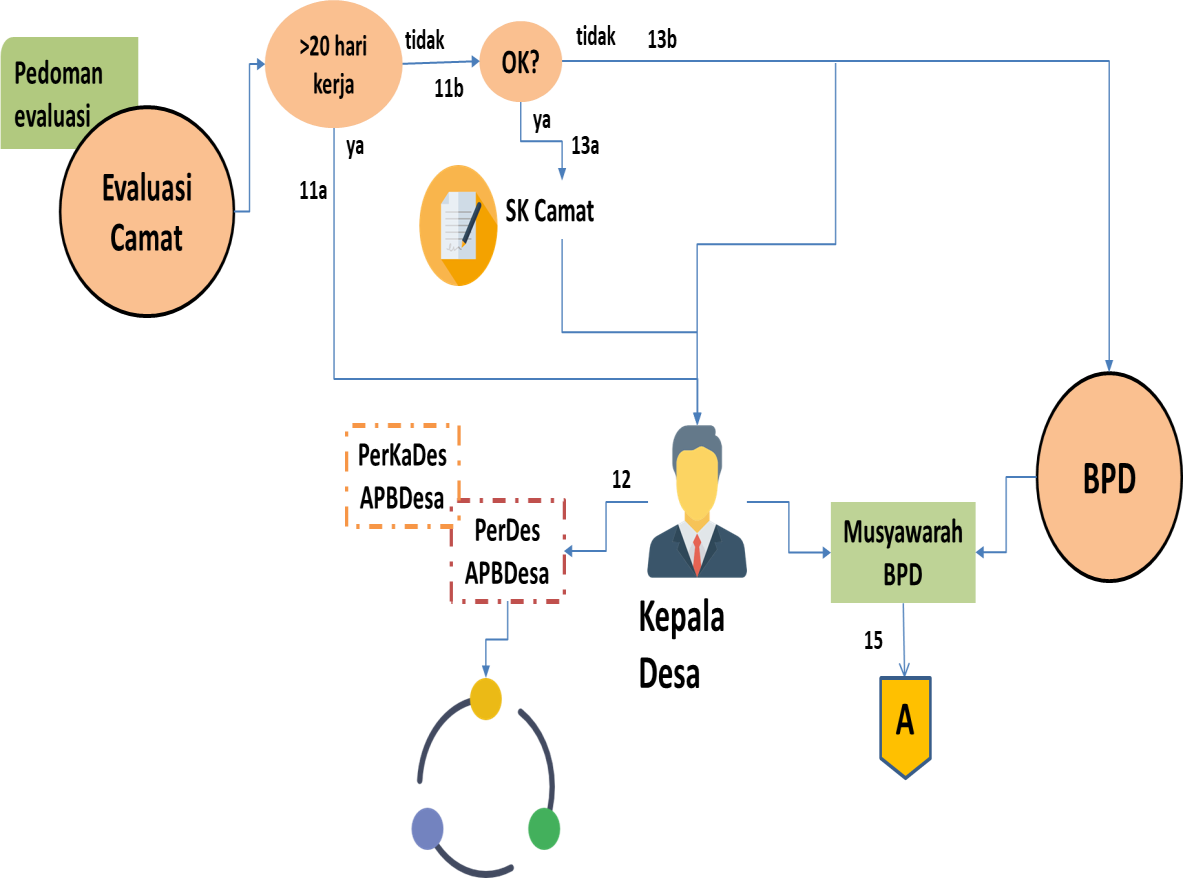 Pedoman
evaluasi
Evaluasi
Camat
>20 hari
kerja
tidak
11b
OK?
tidak
13b
ya
11a
ya
13a
SK Camat
PerKaDes
APBDesa
PerDes
APBDesa
12
Kepala
Desa
Musyawarah
BPD
BPD
15
A